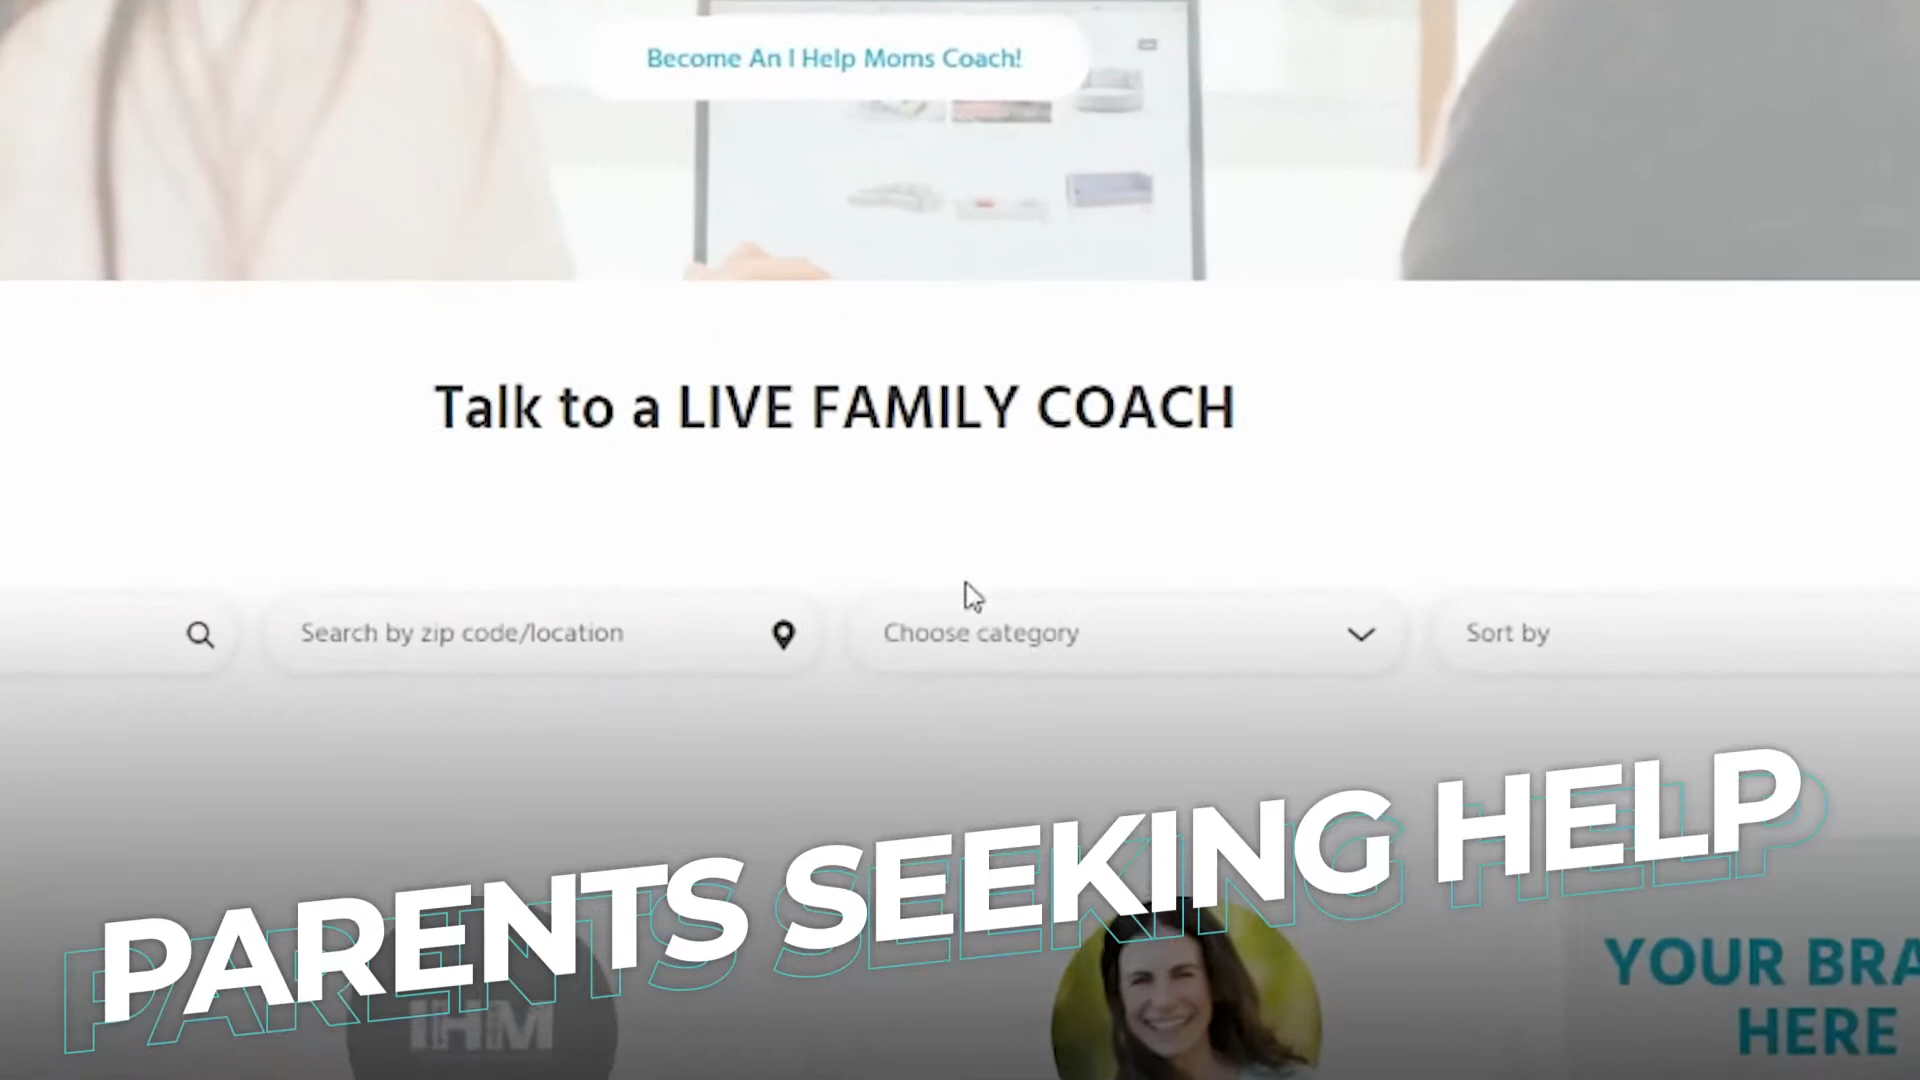 Become An I Help Moms Coach!
Talk to a LIVE FAMILY COACH
Search by zip code/location
Choose category
Sort by
PARENTS SEEKING HELP
IHM
YOUR BRA
HERE